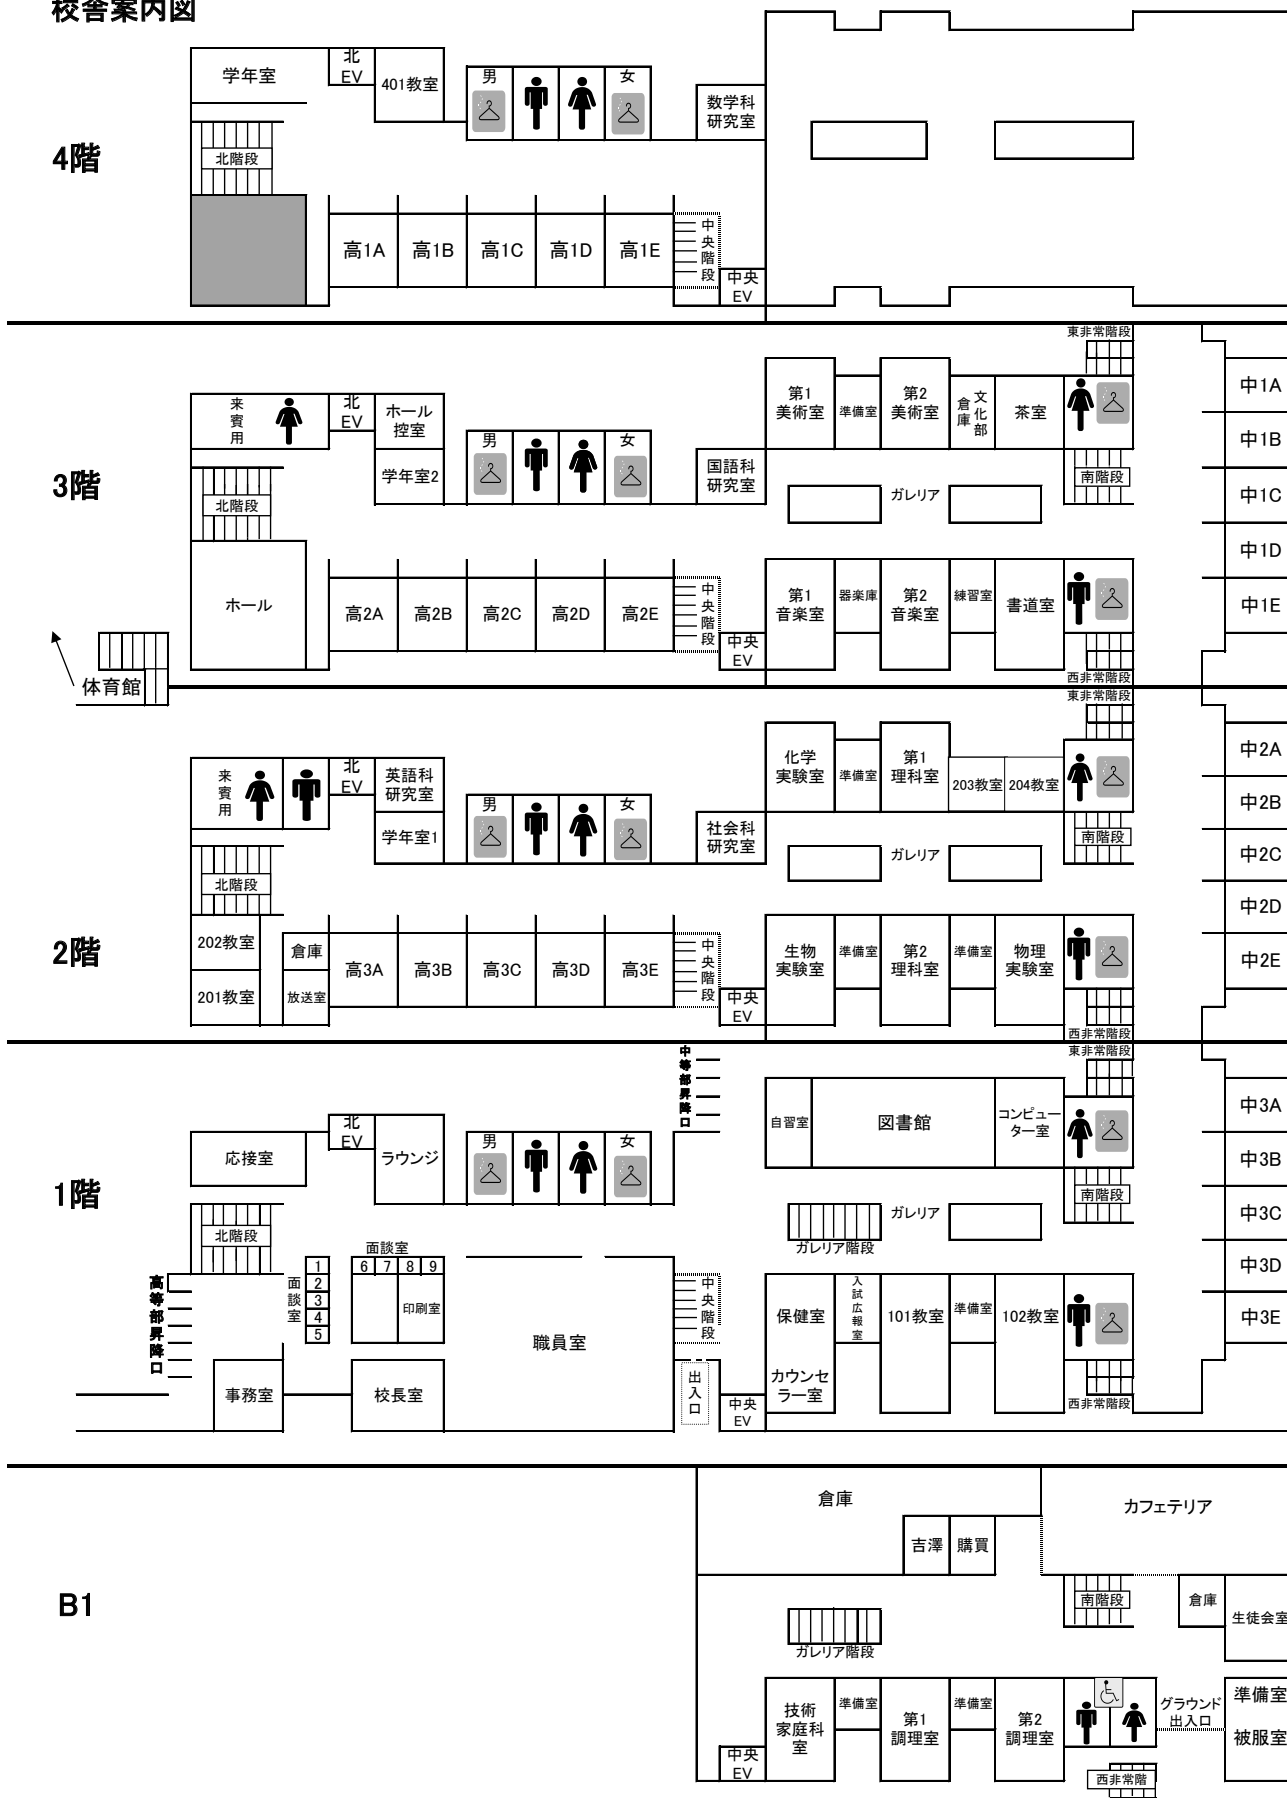 校舎案内図
4階
学年室
北
EV
401教室
男
女
数学科
研究室
北階段
高1A
高1B
高1C
高1D
高1E
中央階段
中央
EV
3階
東非常階段
来賓用
北
EV
ホール
控室
学年室2
男
女
国語科
研究室
第1
美術室
準備室
第2
美術室
文化部
倉庫
茶室
南階段
ガレリア
北階段
ホール
高2A
高2B
高2C
高2D
高2E
中央階段
中央
EV
第1
音楽室
器楽庫
第2
音楽室
練習室
書道室
西非常階段
中1A
中1B
中1C
中1D
中1E
体育館
2階
東非常階段
来賓用
北
EV
英語科
研究室
学年室1
男
女
社会科
研究室
化学
実験室
準備室
第1
理科室
203教室
204教室
南階段
ガレリア
北階段
202教室
201教室
倉庫
放送室
高3A
高3B
高3C
高3D
高3E
中央階段
中央
EV
生物
実験室
準備室
第2
理科室
準備室
物理
実験室
西非常階段
中2A
中2B
中2C
中2D
中2E
1階
中等部昇降口
東非常階段
応接室
北
EV
ラウンジ
男
女
自習室
図書館
コンピュー
ター室
南階段
ガレリア
ガレリア階段
北階段
高等部昇降口
面談室
1
2
3
4
5
面談室
6
7
8
9
印刷室
職員室
事務室
校長室
中央階段
出入口
中央
EV
保健室
カウンセ
ラー室
入試広報室
101教室
準備室
102教室
西非常階段
中3A
中3B
中3C
中3D
中3E
B1
倉庫
吉澤
購買
カフェテリア
南階段
倉庫
生徒会室
ガレリア階段
中央
EV
技術
家庭科
室
準備室
第1
調理室
準備室
第2
調理室
グラウンド
出入口
準備室
被服室
西非常階